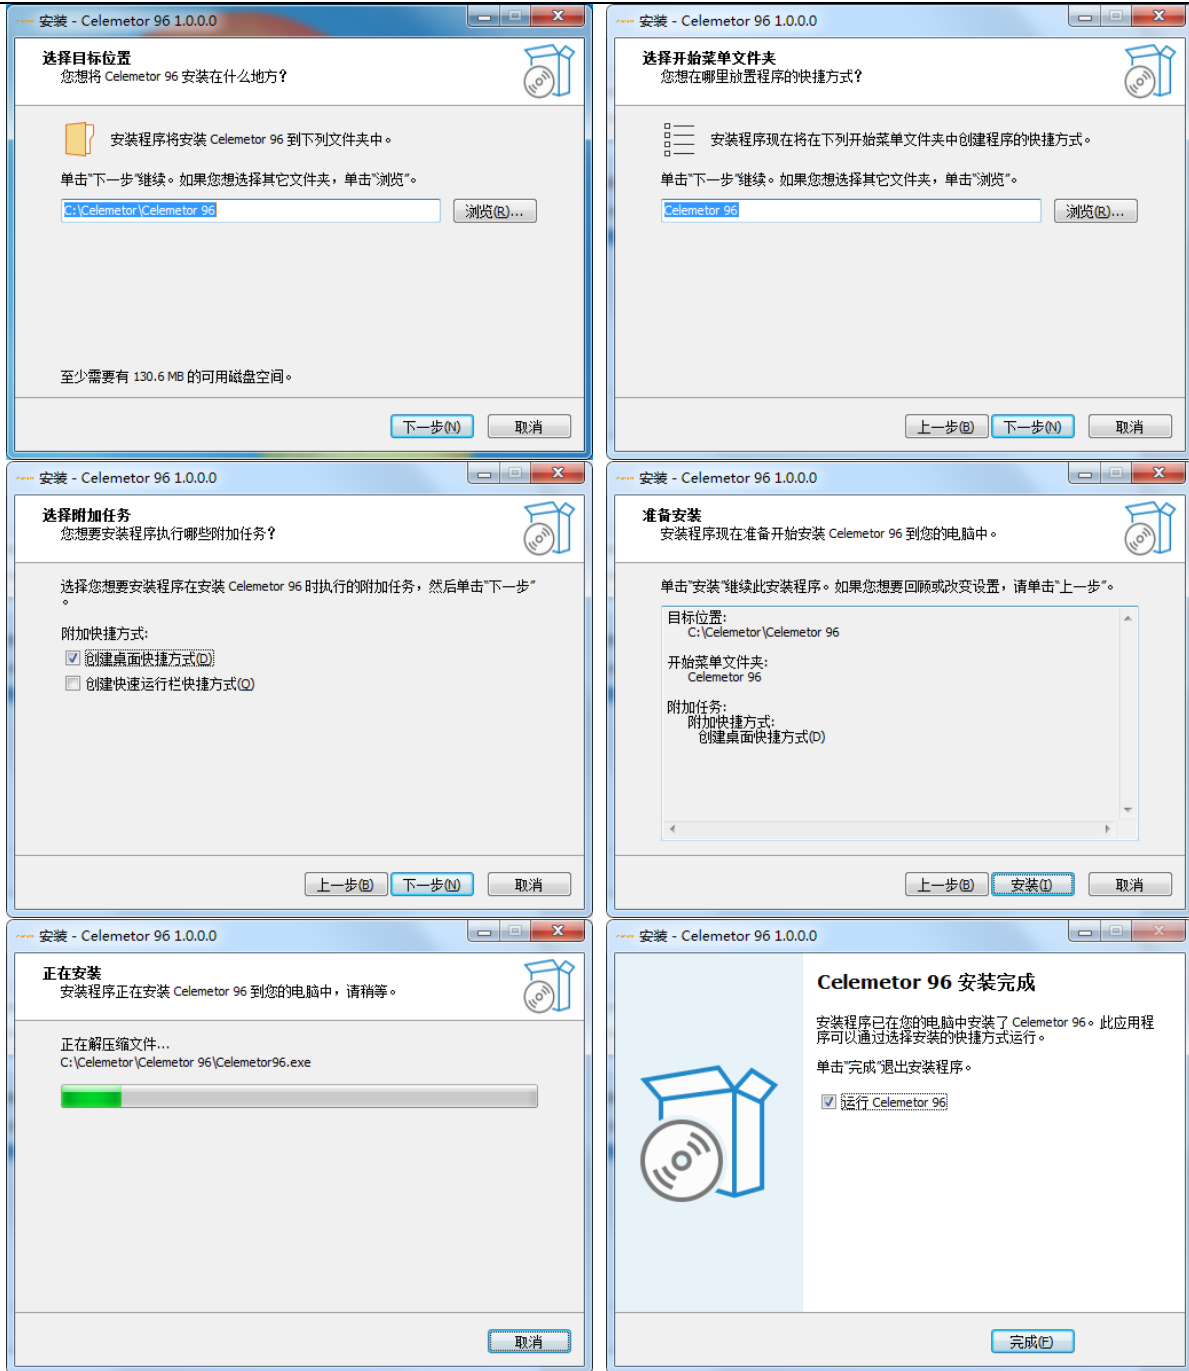 安装 - Celemetor 96 1.0.0.0
选择目标位置
您想将 Celemetor 96 安装在什么地方?
安装程序将安装 Celemetor 96 到下列文件夹中。
单击"下一步"继续。如果您想选择其它文件夹，单击"浏览"。
C:\Celemetor\Celemetor 96
浏览(R)...
至少需要有 130.6 MB 的可用磁盘空间。
下一步(N)
取消
安装 - Celemetor 96 1.0.0.0
选择开始菜单文件夹
您想在哪里放置程序的快捷方式?
安装程序现在将在下列开始菜单文件夹中创建程序的快捷方式。
单击"下一步"继续。如果您想选择其它文件夹，单击"浏览"。
Celemetor 96
浏览(R)...
上一步(B)
下一步(N)
取消
安装 - Celemetor 96 1.0.0.0
选择附加任务
您想要安装程序执行哪些附加任务?
选择您想要安装程序在安装 Celemetor 96 时执行的附加任务，然后单击"下一步"
。
附加快捷方式:
创建桌面快捷方式(D)
创建快速运行栏快捷方式(Q)
上一步(B)
下一步(N)
取消
安装 - Celemetor 96 1.0.0.0
准备安装
安装程序现在准备开始安装 Celemetor 96 到您的电脑中。
单击"安装"继续此安装程序。如果您想要回顾或改变设置，请单击"上一步"。
目标位置:
C:\Celemetor\Celemetor 96
开始菜单文件夹:
Celemetor 96
附加任务:
附加快捷方式:
创建桌面快捷方式(D)
上一步(B)
安装(I)
取消
安装 - Celemetor 96 1.0.0.0
正在安装
安装程序正在安装 Celemetor 96 到您的电脑中，请稍等。
正在解压缩文件...
C:\Celemetor\Celemetor 96\Celemetor96.exe
取消
安装 - Celemetor 96 1.0.0.0
Celemetor 96 安装完成
安装程序已在您的电脑中安装了 Celemetor 96。此应用程
序可以通过选择安装的快捷方式运行。
单击"完成"退出安装程序。
运行 Celemetor 96
完成(F)